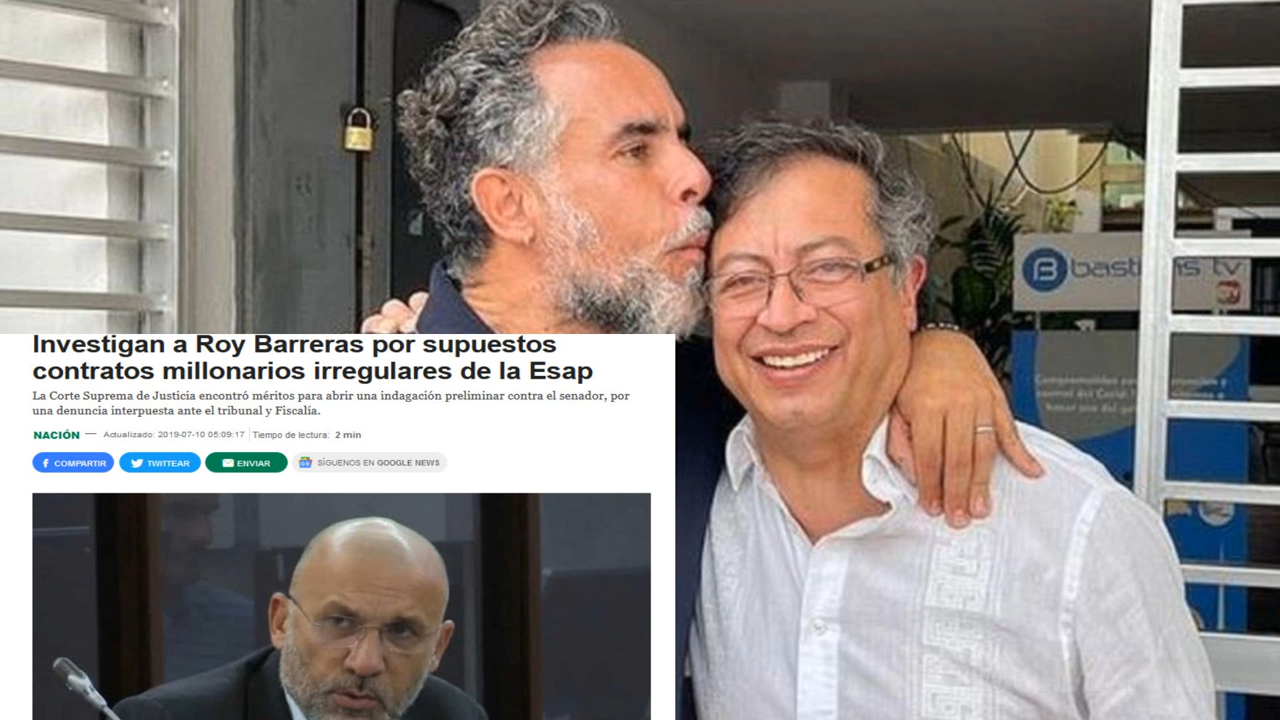 Investigan a Roy Barreras por supuestos
contratos millonarios irregulares de la Esap
La Corte Suprema de Justicia encontró méritos para abrir una indagación preliminar contra el senador, por
una denuncia interpuesta ante el tribunal y Fiscalía.
NACIÓN — Actualizado: 2019-07-10 05:09:17 Tiempo de lectura: 2 min
COMPARTIR TWITTEAR ENVIAR SÍGUENOS EN GOOGLE NEWS
tv